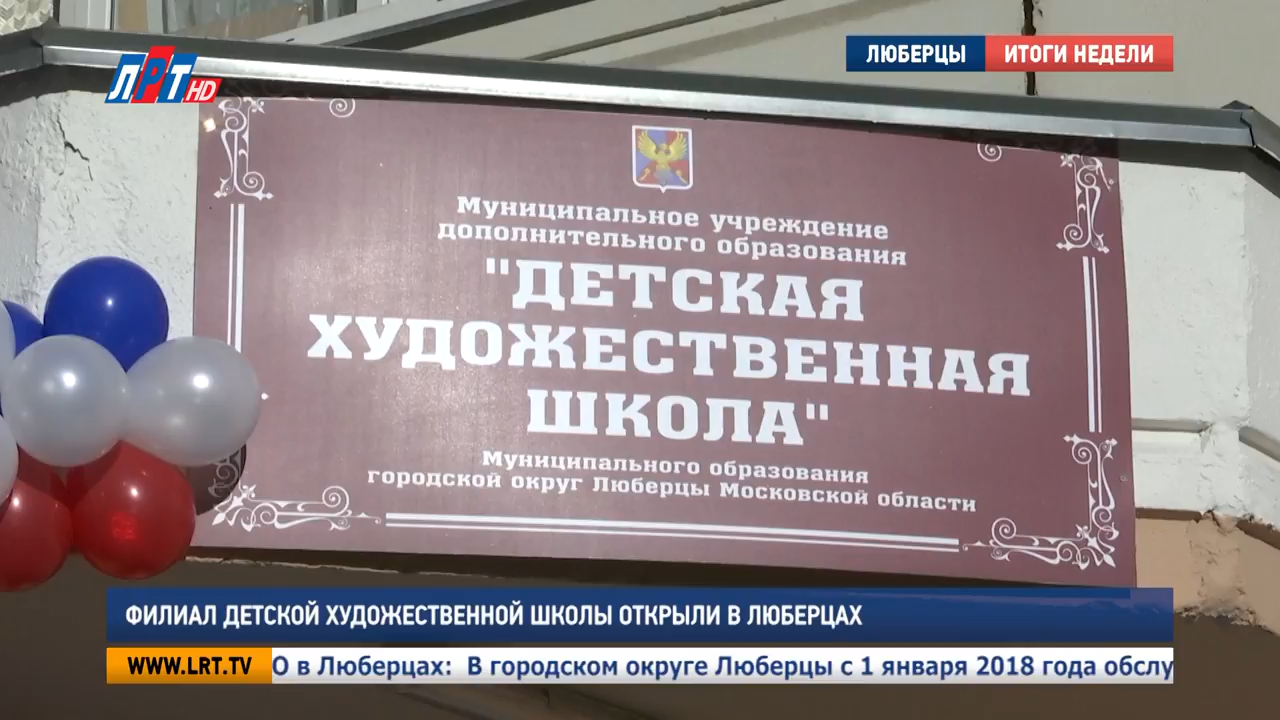 ЛРТ HD
ЛЮБЕРЦЫ ИТОГИ НЕДЕЛИ
Муниципальное учреждение
дополнительного образования
"ДЕТСКАЯ
ХУДОЖЕСТВЕННАЯ
ШКОЛА"
Муниципального образования
городской округ Люберцы Московской области
ФИЛИАЛ ДЕТСКОЙ ХУДОЖЕСТВЕННОЙ ШКОЛЫ ОТКРЫЛИ В ЛЮБЕРЦАХ
WWW.LRT.TV О в Люберцах: В городском округе Люберцы с 1 января 2018 года обслу